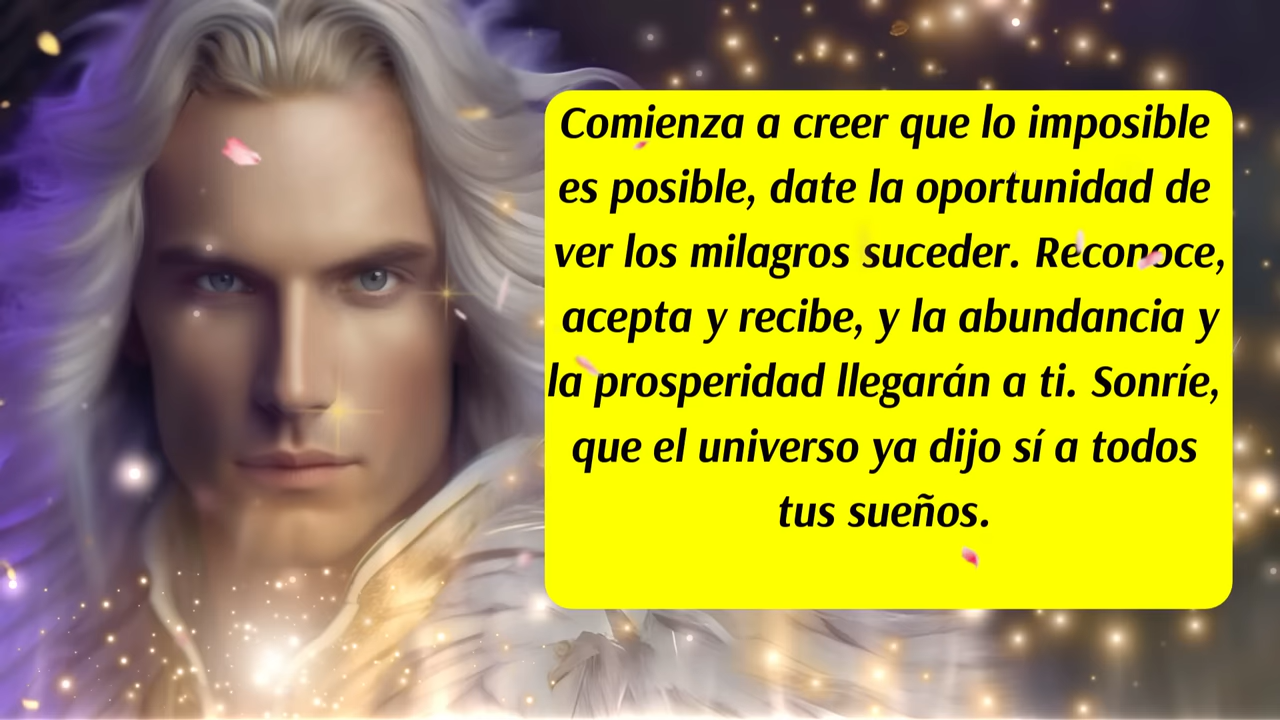 Comienza a creer que lo imposible
es posible, date la oportunidad de
ver los milagros suceder. Reconoce,
acepta y recibe, y la abundancia y
la prosperidad llegarán a ti. Sonríe,
que el universo ya dijo sí a todos
tus sueños.